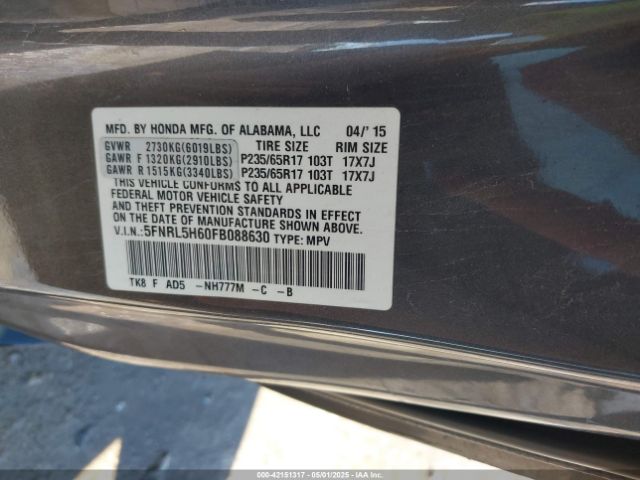 MFD. BY HONDA MFG. OF ALABAMA, LLC 04/'15
GVWR 2730KG(6019LBS) TIRE SIZE RIM SIZE
GAWR F 1320KG(2910LBS) P235/65R17 103T 17X7J
GAWR R 1515KG(3340LBS) P235/65R17 103T 17X7J
THIS VEHICLE CONFORMS TO ALL APPLICABLE
FEDERAL MOTOR VEHICLE SAFETY
AND THEFT PREVENTION STANDARDS IN EFFECT
ON THE DATE OF MANUFACTURE SHOWN ABOVE.
V.I.N.:5FNRL5H60FB088630 TYPE: MPV
TK8 F AD5 -NH777M -C -B
000-42151317 - 05/01/2025 - IAAI.COM